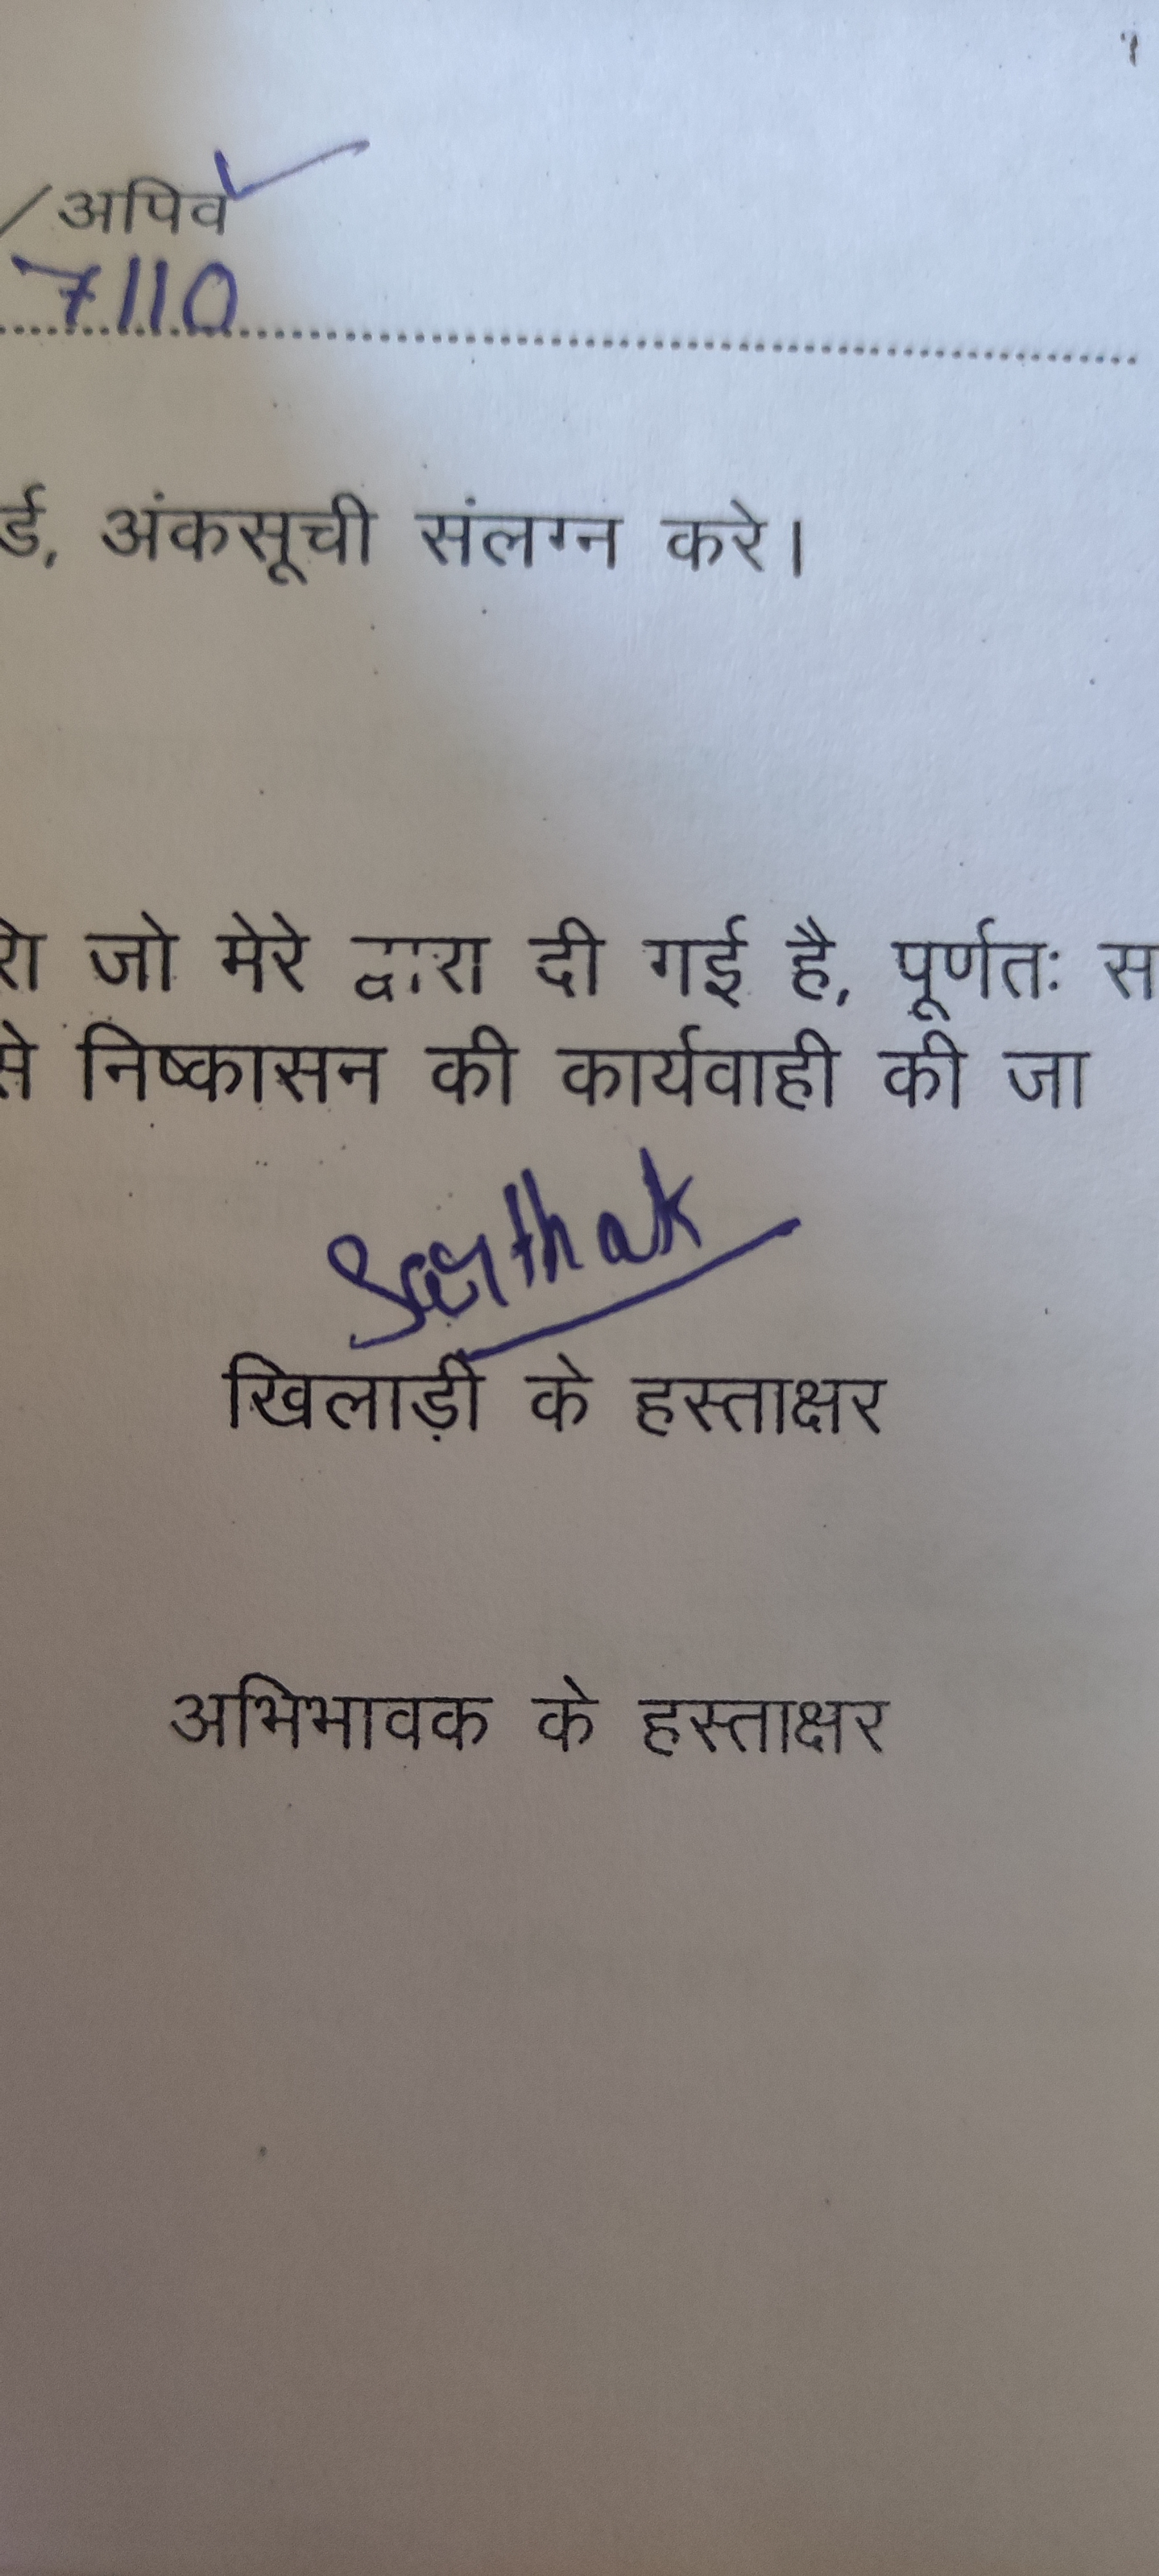 /अपिव
7110
र्ड, अंकसूची संलग्न करे।
जो मेरे द्वारा दी गई है, पूर्णतः स
से निष्कासन की कार्यवाही की जा
Sarthak
खिलाड़ी के हस्ताक्षर
अभिभावक के हस्ताक्षर